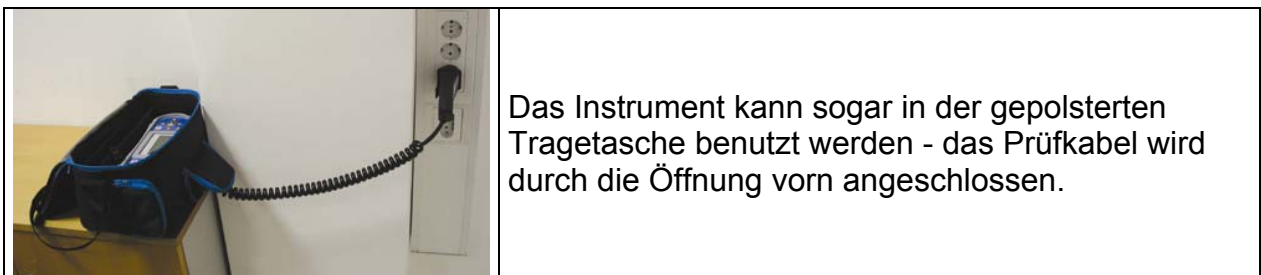 Das Instrument kann sogar in der gepolsterten
Tragetasche benutzt werden - das Prüfkabel wird
durch die Öffnung vorn angeschlossen.